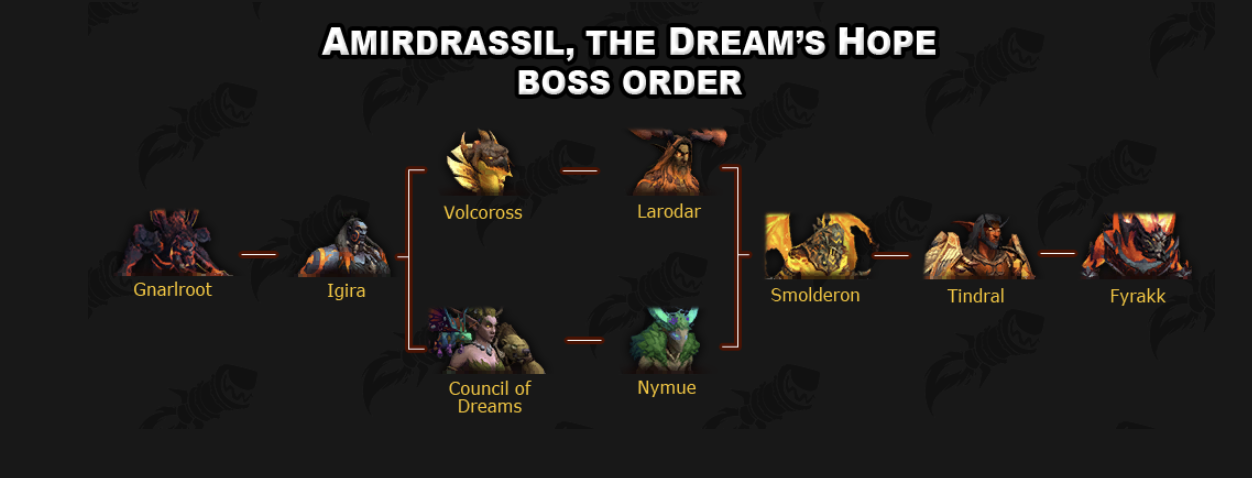 AMIRDRASSIL, THE DREAM'S HOPE
BOSS ORDER
Gnarlroot
Igira
Volcoross
Larodar
Council of
Dreams
Nymue
Smolderon
Tindral
Fyrakk